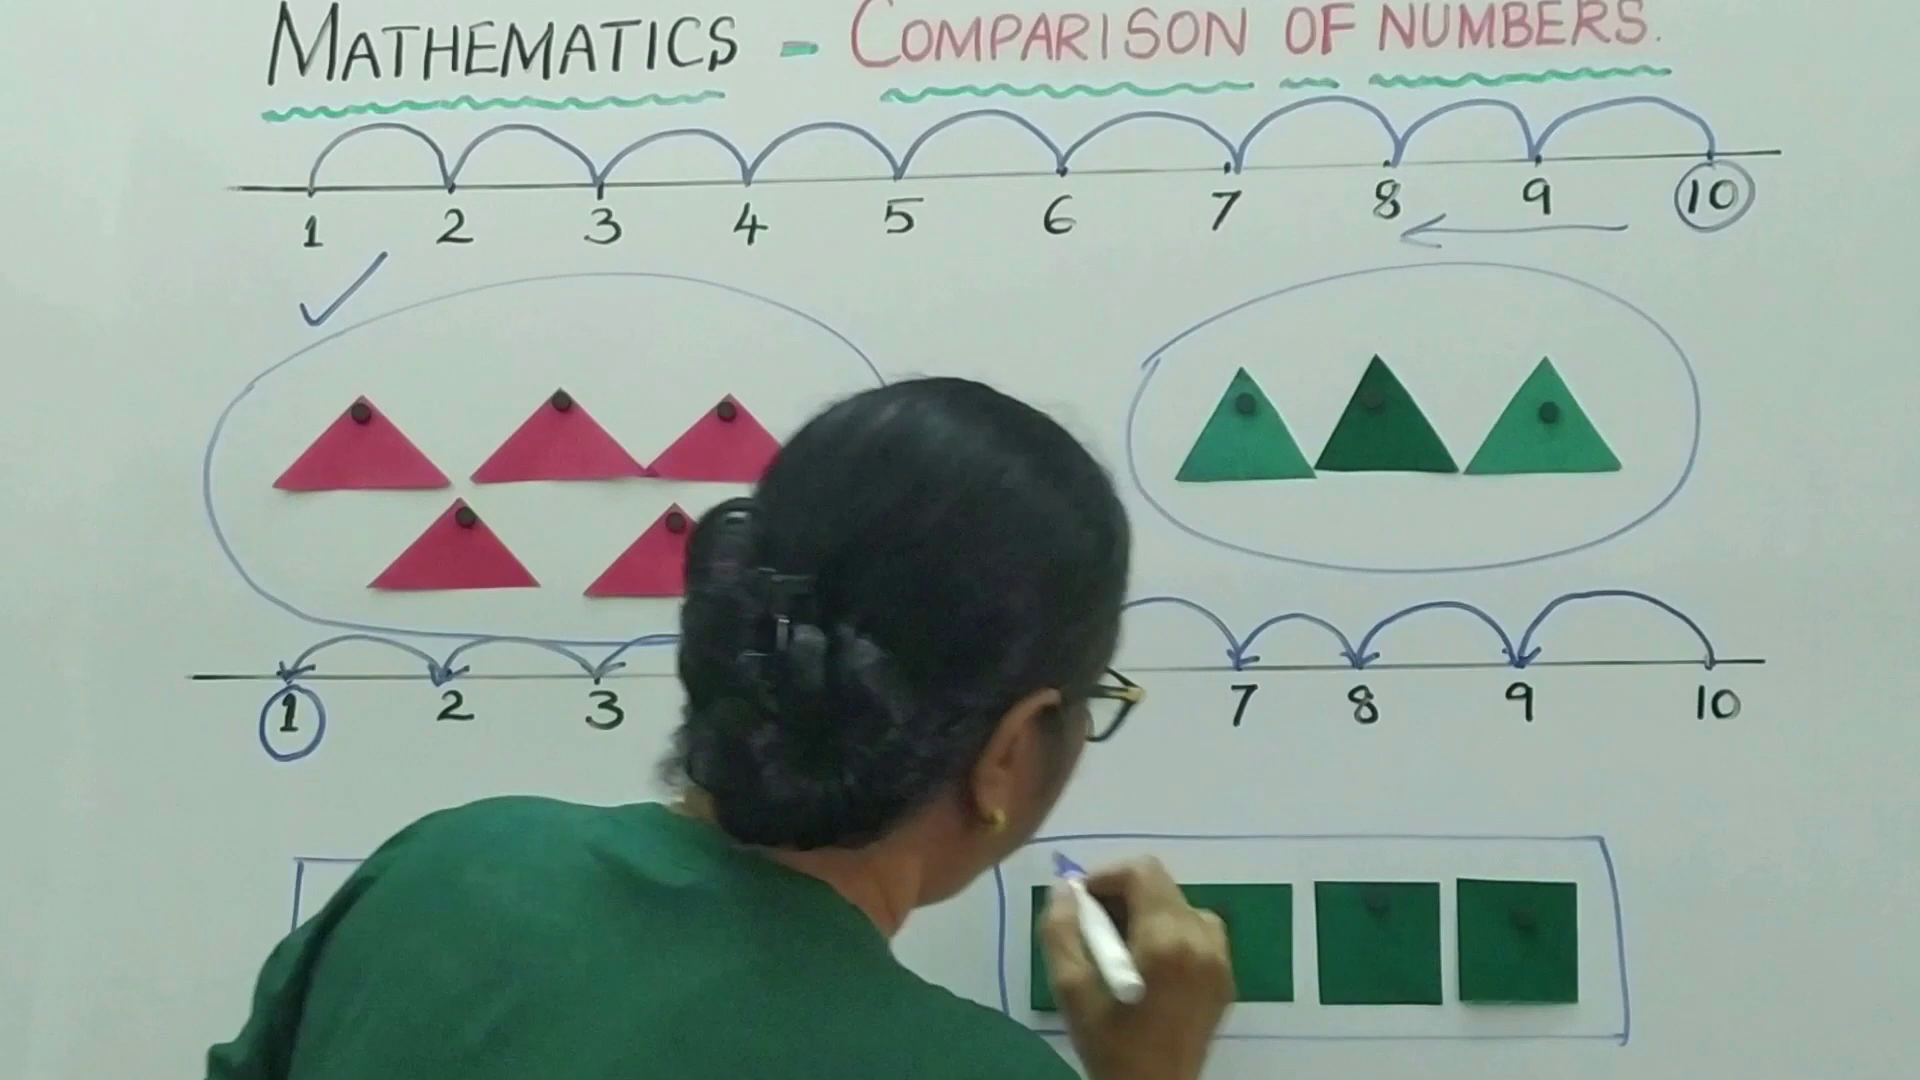 MATHEMATICS - COMPARISON OF NUMBERS.
1 2 3 4 5 6 7 8 9 10
1 2 3 7 8 9 10